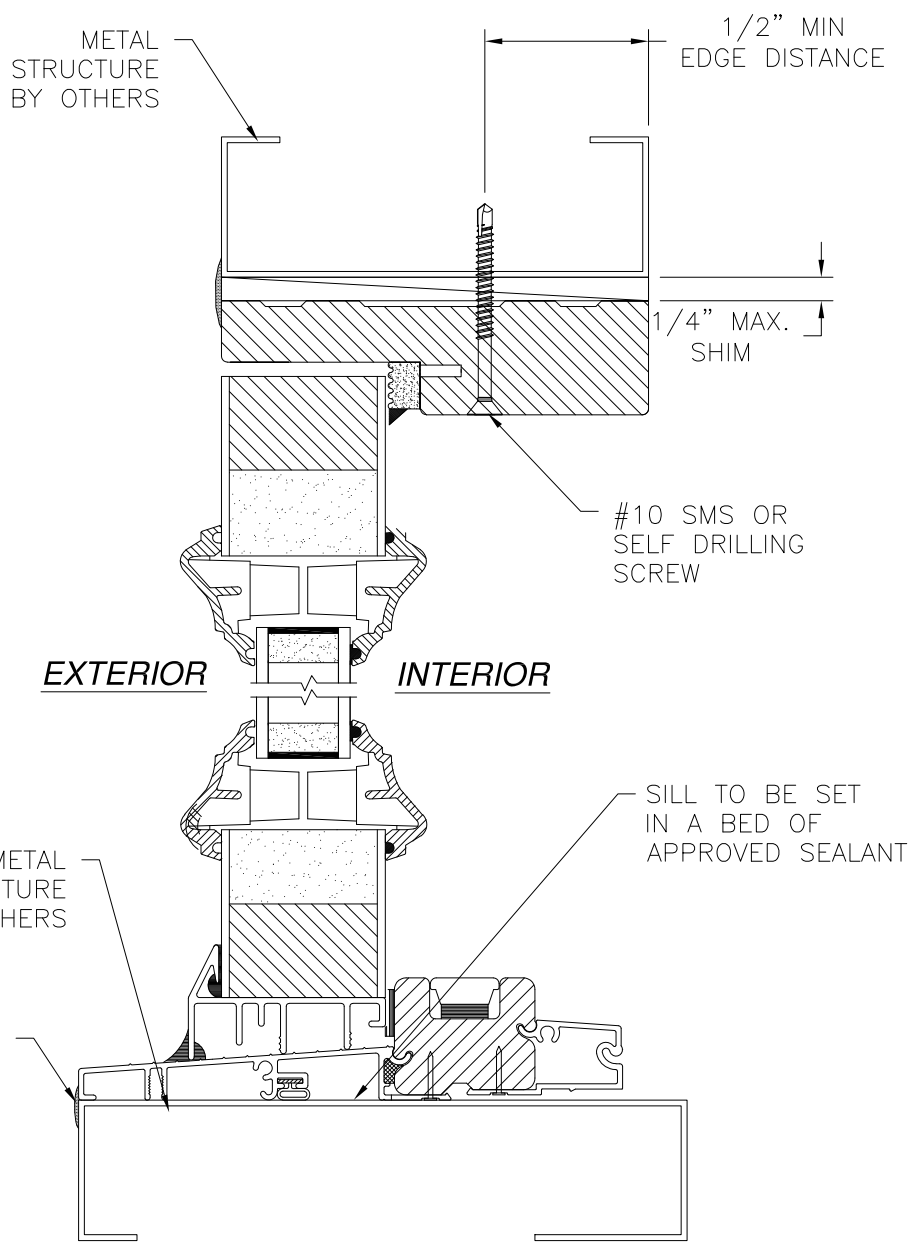 METAL
STRUCTURE
BY OTHERS
1/2” MIN
EDGE DISTANCE
1/4” MAX.
SHIM
#10 SMS OR
SELF DRILLING
SCREW
EXTERIOR
INTERIOR
SILL TO BE SET
IN A BED OF
APPROVED SEALANT
METAL
TURE
HERS